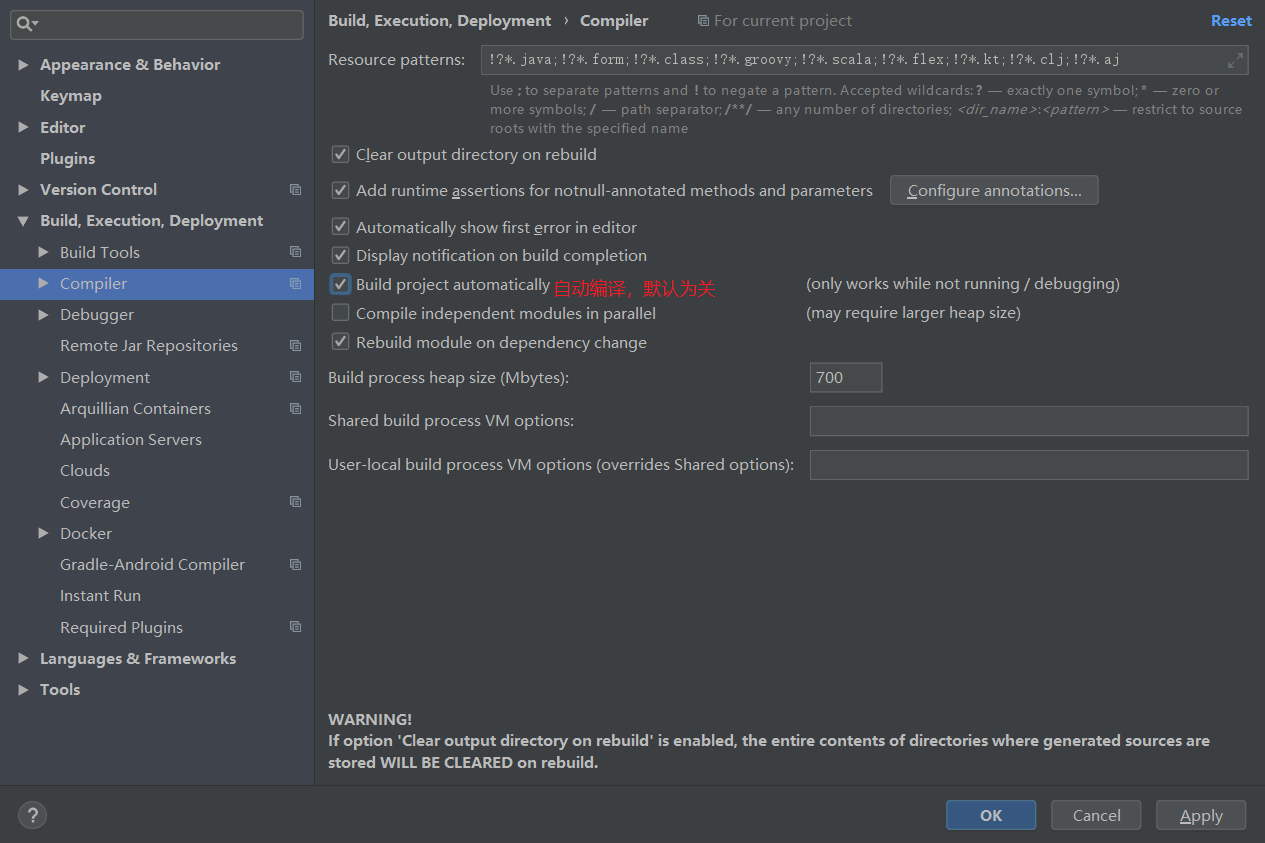 Build, Execution, Deployment › Compiler For current project Reset
Appearance & Behavior
Keymap
Editor
Plugins
Version Control
Build, Execution, Deployment
Build Tools
Compiler
Debugger
Remote Jar Repositories
Deployment
Arquillian Containers
Application Servers
Clouds
Coverage
Docker
Gradle-Android Compiler
Instant Run
Required Plugins
Languages & Frameworks
Tools
Resource patterns: !?*.java;!?*.form;!?*.class;!?*.groovy;!?*.scala;!?*.flex;!?*.kt;!?*.clj;!?*.aj
Use ; to separate patterns and ! to negate a pattern. Accepted wildcards: ? — exactly one symbol; * — zero or
more symbols; / — path separator; /**/ — any number of directories; <dir_name>:<pattern> — restrict to source
roots with the specified name
Clear output directory on rebuild
Add runtime assertions for notnull-annotated methods and parameters Configure annotations...
Automatically show first error in editor
Display notification on build completion
Build project automatically 自动编译，默认为关 (only works while not running / debugging)
Compile independent modules in parallel (may require larger heap size)
Rebuild module on dependency change
Build process heap size (Mbytes): 700
Shared build process VM options:
User-local build process VM options (overrides Shared options):
WARNING!
If option 'Clear output directory on rebuild' is enabled, the entire contents of directories where generated sources are
stored WILL BE CLEARED on rebuild.
? OK Cancel Apply